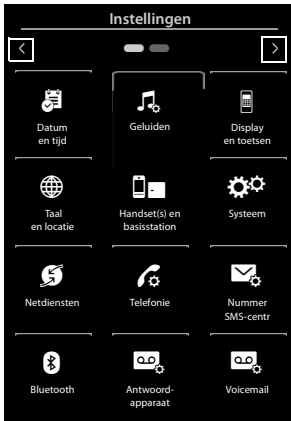 Instellingen
Datum
en tijd
Geluiden
Display
en toetsen
Taal
en locatie
Handset(s) en
basisstation
Systeem
Netdiensten
Telefonie
Nummer
SMS-centr
Bluetooth
Antwoord-
apparaat
Voicemail